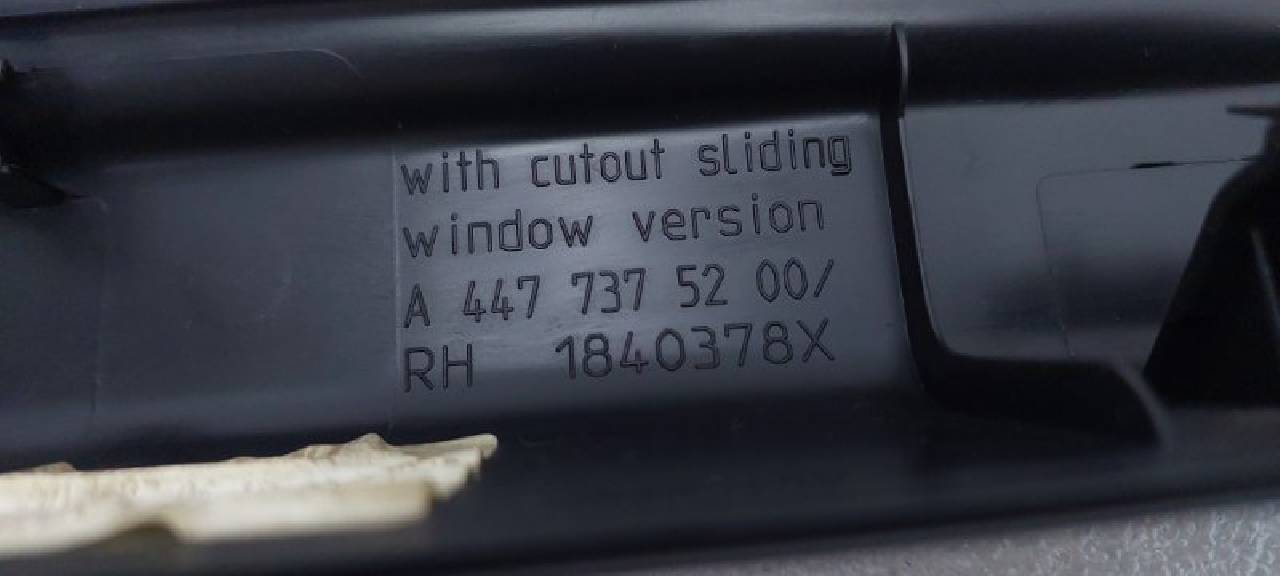 with cutout sliding
window version
A 447 737 52 00/
RH 1840378X